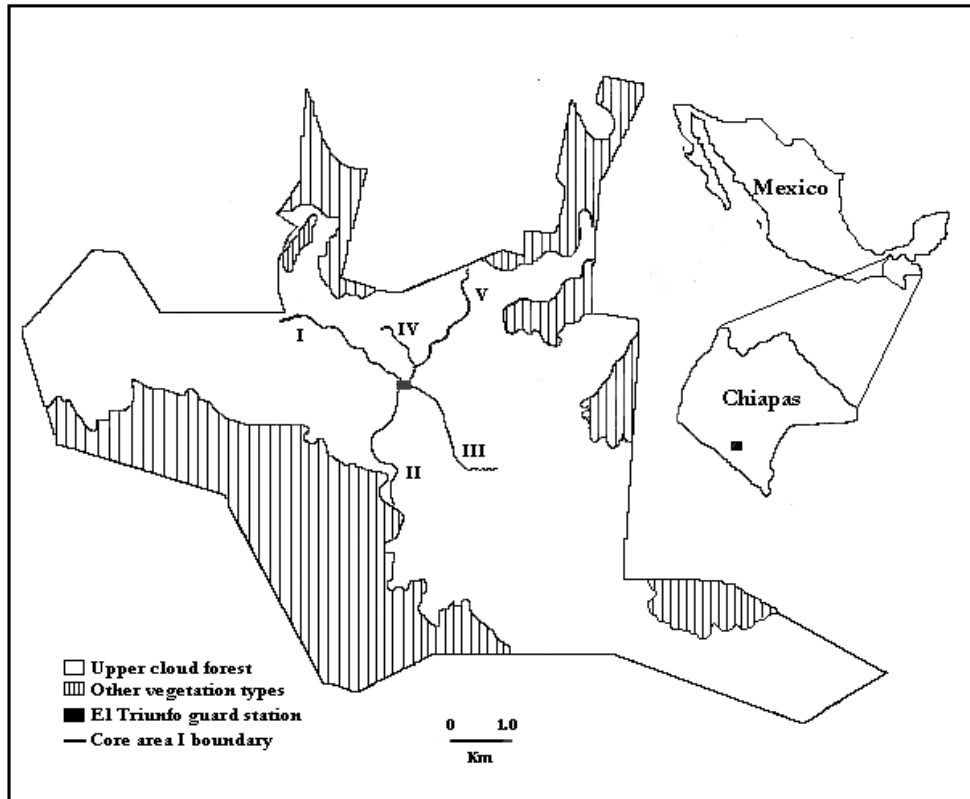 Mexico
V
I
IV
Chiapas
III
II
Upper cloud forest
Other vegetation types
El Triunfo guard station
Core area I boundary
0 1.0
Km